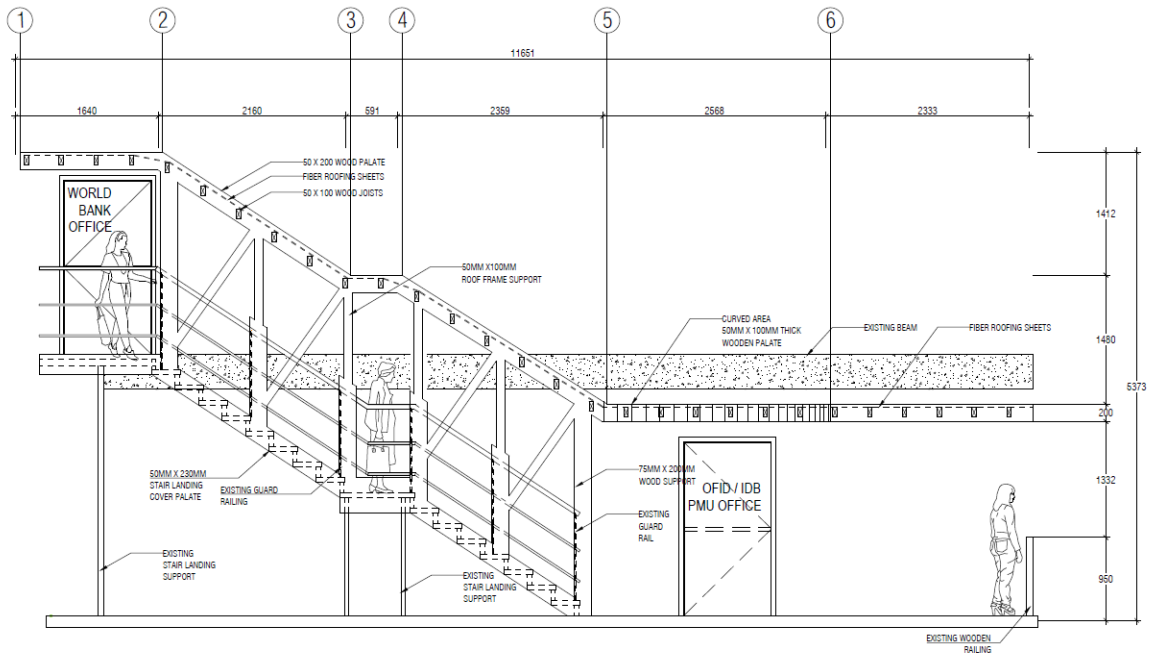 1 2 3 4 5 6
11651
1640 2160 591 2359 2568 2333
50 X 200 WOOD PALATE
FIBER ROOFING SHEETS
50 X 100 WOOD JOISTS
WORLD
BANK
OFFICE
1412
50MM X100MM
ROOF FRAME SUPPORT
CURVED AREA
50MM X 100MM THICK
WOODEN PALATE
EXISTING BEAM
FIBER ROOFING SHEETS
1480
5373
200
50MM X 230MM
STAIR LANDING
COVER PALATE
EXISTING GUARD
RAILING
75MM X 200MM
WOOD SUPPORT
OFID / IDB
PMU OFFICE
EXISTING
GUARD
RAIL
1332
EXISTING
STAIR LANDING
SUPPORT
EXISTING
STAIR LANDING
SUPPORT
950
EXISTING WOODEN
RAILING